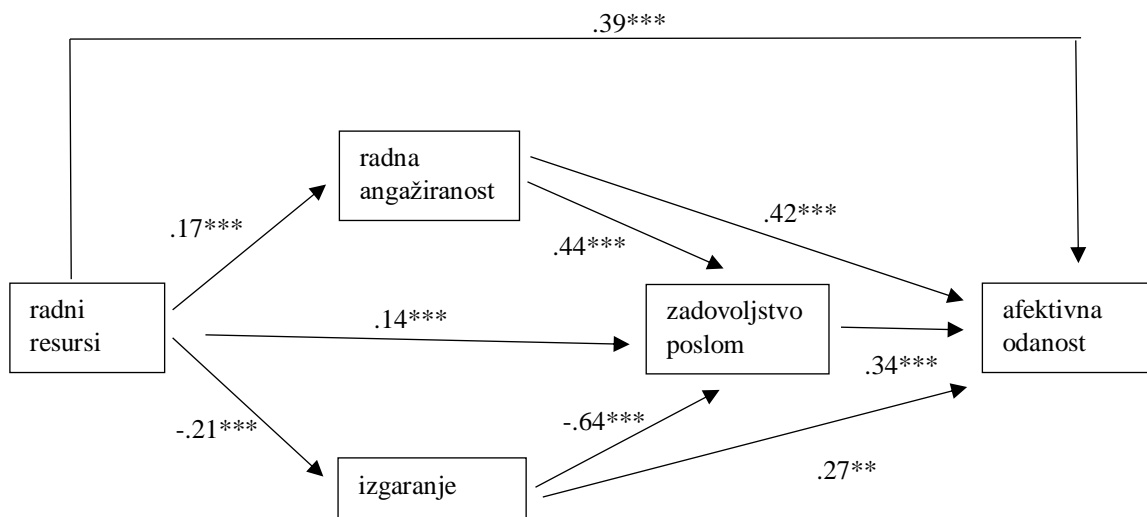 .39***
radna
angažiranost
.17***
.42***
.44***
radni
resursi
.14***
zadovoljstvo
poslom
afektivna
odanost
.34***
-.21***
-.64***
.27**
izgaranje